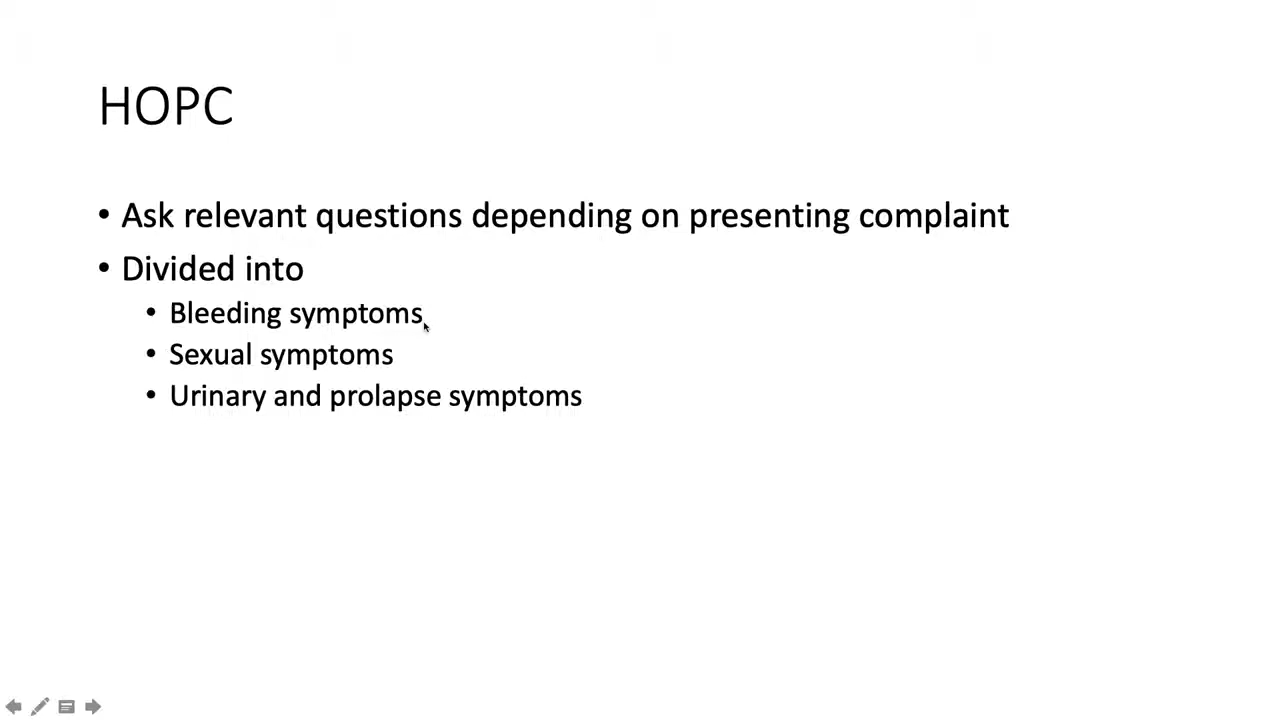 HOPC
• Ask relevant questions depending on presenting complaint
• Divided into
• Bleeding symptoms
• Sexual symptoms
• Urinary and prolapse symptoms